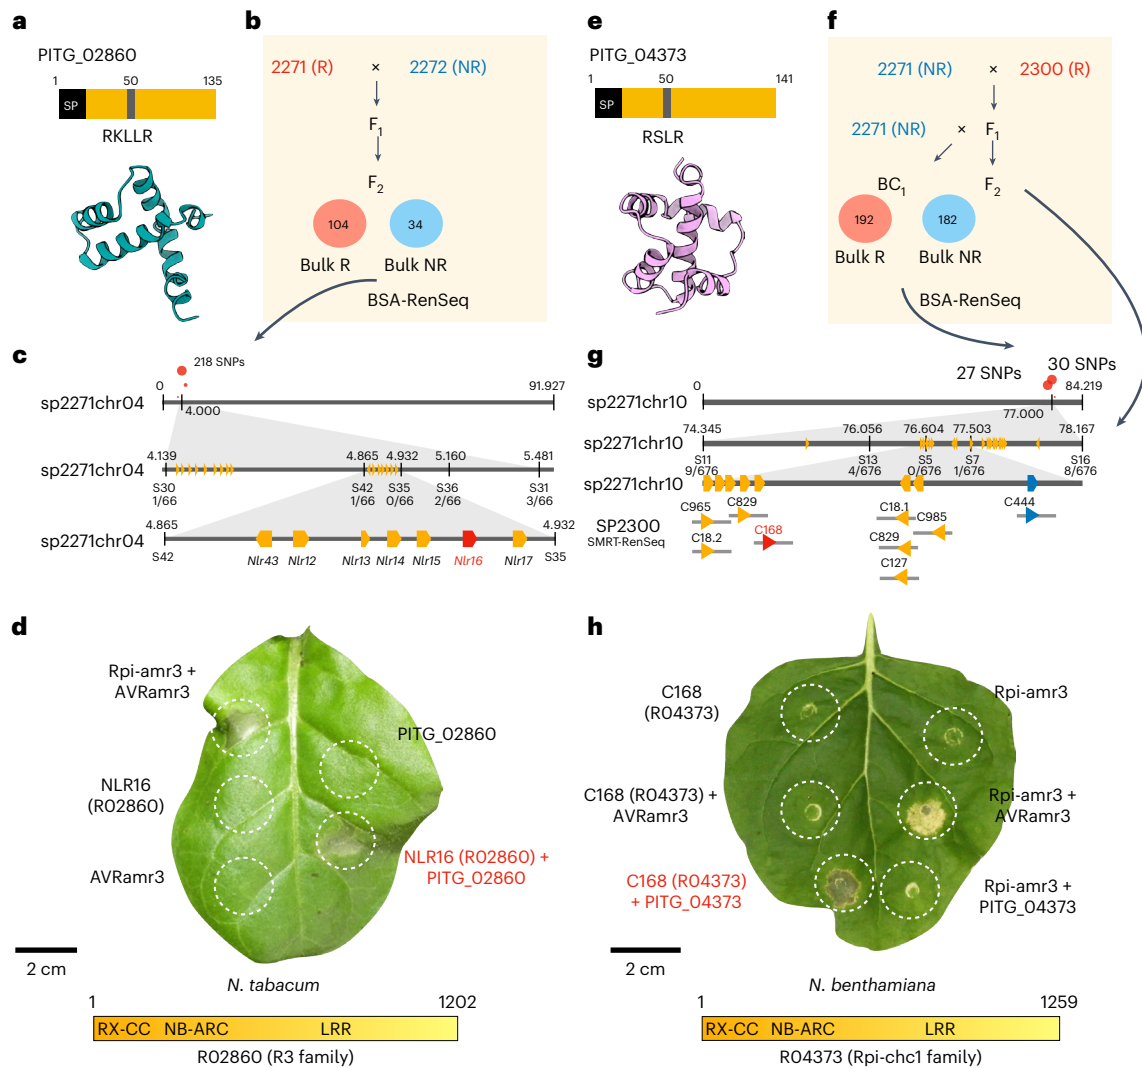 a
PITG_02860
1 50 135
SP
RKLLR
b
2271 (R) × 2272 (NR)
F1
F2
104 34
Bulk R Bulk NR
BSA-RenSeq
c
218 SNPs
0 91.927
sp2271chr04
4.000
4.139 4.865 4.932 5.160 5.481
sp2271chr04
S30 S42 S35 S36 S31
1/66 1/66 0/66 2/66 3/66
4.865 4.932
sp2271chr04
S42 Nlr43 Nlr12 Nlr13 Nlr14 Nlr15 Nlr16 Nlr17 S35
d
Rpi-amr3 +
AVRamr3
PITG_02860
NLR16
(R02860)
AVRamr3
NLR16 (R02860) +
PITG_02860
2 cm
N. tabacum
1 1202
RX-CC NB-ARC LRR
R02860 (R3 family)
e
PITG_04373
1 50 141
SP
RSLR
f
2271 (NR) × 2300 (R)
2271 (NR) × F1
BC1 F2
192 182
Bulk R Bulk NR
BSA-RenSeq
g
27 SNPs 30 SNPs
0 84.219
sp2271chr10
77.000
74.345 76.056 76.604 77.503 78.167
sp2271chr10
S11 S13 S5 S7 S16
9/676 4/676 0/676 1/676 8/676
sp2271chr10
C965 C829 C18.1 C444
SP2300 C168 C985
SMRT-RenSeq
C18.2 C829
C127
h
C168
(R04373)
Rpi-amr3
C168 (R04373) +
AVRamr3
Rpi-amr3 +
AVRamr3
C168 (R04373)
+ PITG_04373
Rpi-amr3 +
PITG_04373
2 cm
N. benthamiana
1 1259
RX-CC NB-ARC LRR
R04373 (Rpi-chc1 family)